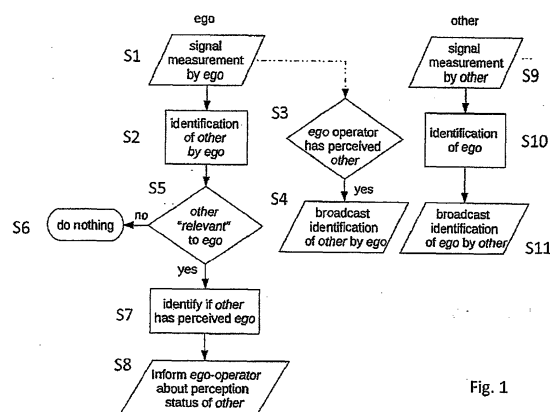 ego
other
S1
signal
measurement
by ego
signal
measurement
by other
S9
S2
identification
of other
by ego
S3
ego operator
has perceived
other
identification
of ego
S10
S5
other
"relevant"
to ego
S6
do nothing
no
yes
S4
yes
broadcast
identification
of other by ego
broadcast
identification
of ego by other
S11
S7
identify if other
has perceived ego
S8
Inform ego-operator
about perception
status of other
Fig. 1